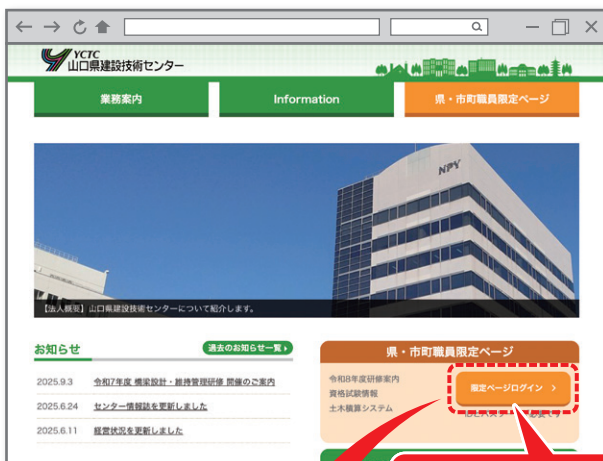 YCTC
山口県建設技術センター
業務案内
Information
県・市町職員限定ページ
NPY
【法人概要】山口県建設技術センターについて紹介します。
お知らせ
過去のお知らせ一覧
2025.9.3 令和7年度 橋梁設計・維持管理研修 開催のご案内
2025.6.24 センター情報誌を更新しました
2025.6.11 経営状況を更新しました
県・市町職員限定ページ
令和8年度研修案内
資格試験情報
土木積算システム
限定ページログイン